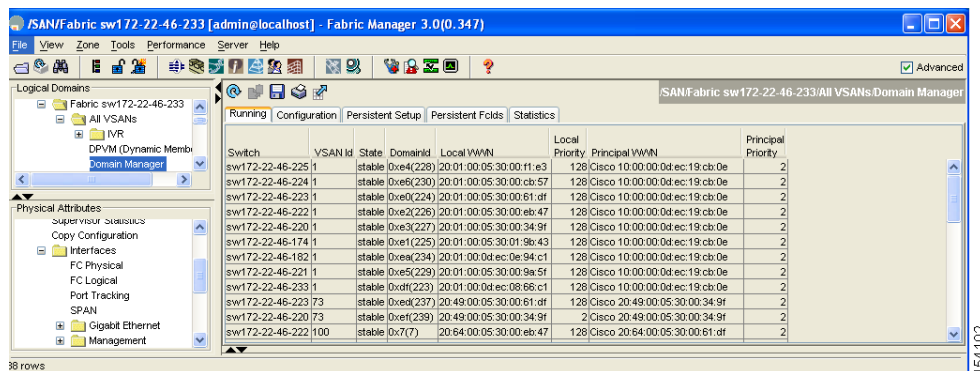 /SAN/Fabric sw172-22-46-233 [admin@localhost] - Fabric Manager 3.0(0.347)
File View Zone Tools Performance Server Help
Advanced
Logical Domains
/SAN/Fabric sw172-22-46-233/All VSANs/Domain Manager
Fabric sw172-22-46-233
All VSANs
IVR
DPVM (Dynamic Memb
Domain Manager
Running Configuration Persistent Setup Persistent FcIds Statistics
Switch VSAN Id State DomainId Local WWN Local Priority Principal WWN Principal Priority
sw172-22-46-225 1 stable 0xe4(228) 20:01:00:05:30:00:f1:e3 128 Cisco 10:00:00:0d:ec:19:cb:0e 2
sw172-22-46-224 1 stable 0xe6(230) 20:01:00:05:30:00:cb:57 128 Cisco 10:00:00:0d:ec:19:cb:0e 2
sw172-22-46-223 1 stable 0xe0(224) 20:01:00:05:30:00:61:df 128 Cisco 10:00:00:0d:ec:19:cb:0e 2
sw172-22-46-222 1 stable 0xe2(226) 20:01:00:05:30:00:eb:47 128 Cisco 10:00:00:0d:ec:19:cb:0e 2
sw172-22-46-220 1 stable 0xe3(227) 20:01:00:05:30:00:34:9f 128 Cisco 10:00:00:0d:ec:19:cb:0e 2
sw172-22-46-174 1 stable 0xe1(225) 20:01:00:05:30:01:9b:43 128 Cisco 10:00:00:0d:ec:19:cb:0e 2
sw172-22-46-182 1 stable 0xea(234) 20:01:00:0d:ec:0e:94:c1 128 Cisco 10:00:00:0d:ec:19:cb:0e 2
sw172-22-46-221 1 stable 0xe5(229) 20:01:00:05:30:00:9a:5f 128 Cisco 10:00:00:0d:ec:19:cb:0e 2
sw172-22-46-233 1 stable 0xdf(223) 20:01:00:0d:ec:08:66:c1 128 Cisco 10:00:00:0d:ec:19:cb:0e 2
sw172-22-46-223 73 stable 0xed(237) 20:49:00:05:30:00:61:df 128 Cisco 20:49:00:05:30:00:34:9f 2
sw172-22-46-220 73 stable 0xef(239) 20:49:00:05:30:00:34:9f 2 Cisco 20:49:00:05:30:00:34:9f 2
sw172-22-46-222 100 stable 0x7(7) 20:64:00:05:30:00:eb:47 128 Cisco 20:64:00:05:30:00:61:df 2
Physical Attributes
Supervisor Statistics
Copy Configuration
Interfaces
FC Physical
FC Logical
Port Tracking
SPAN
Gigabit Ethernet
Management
38 rows
154102